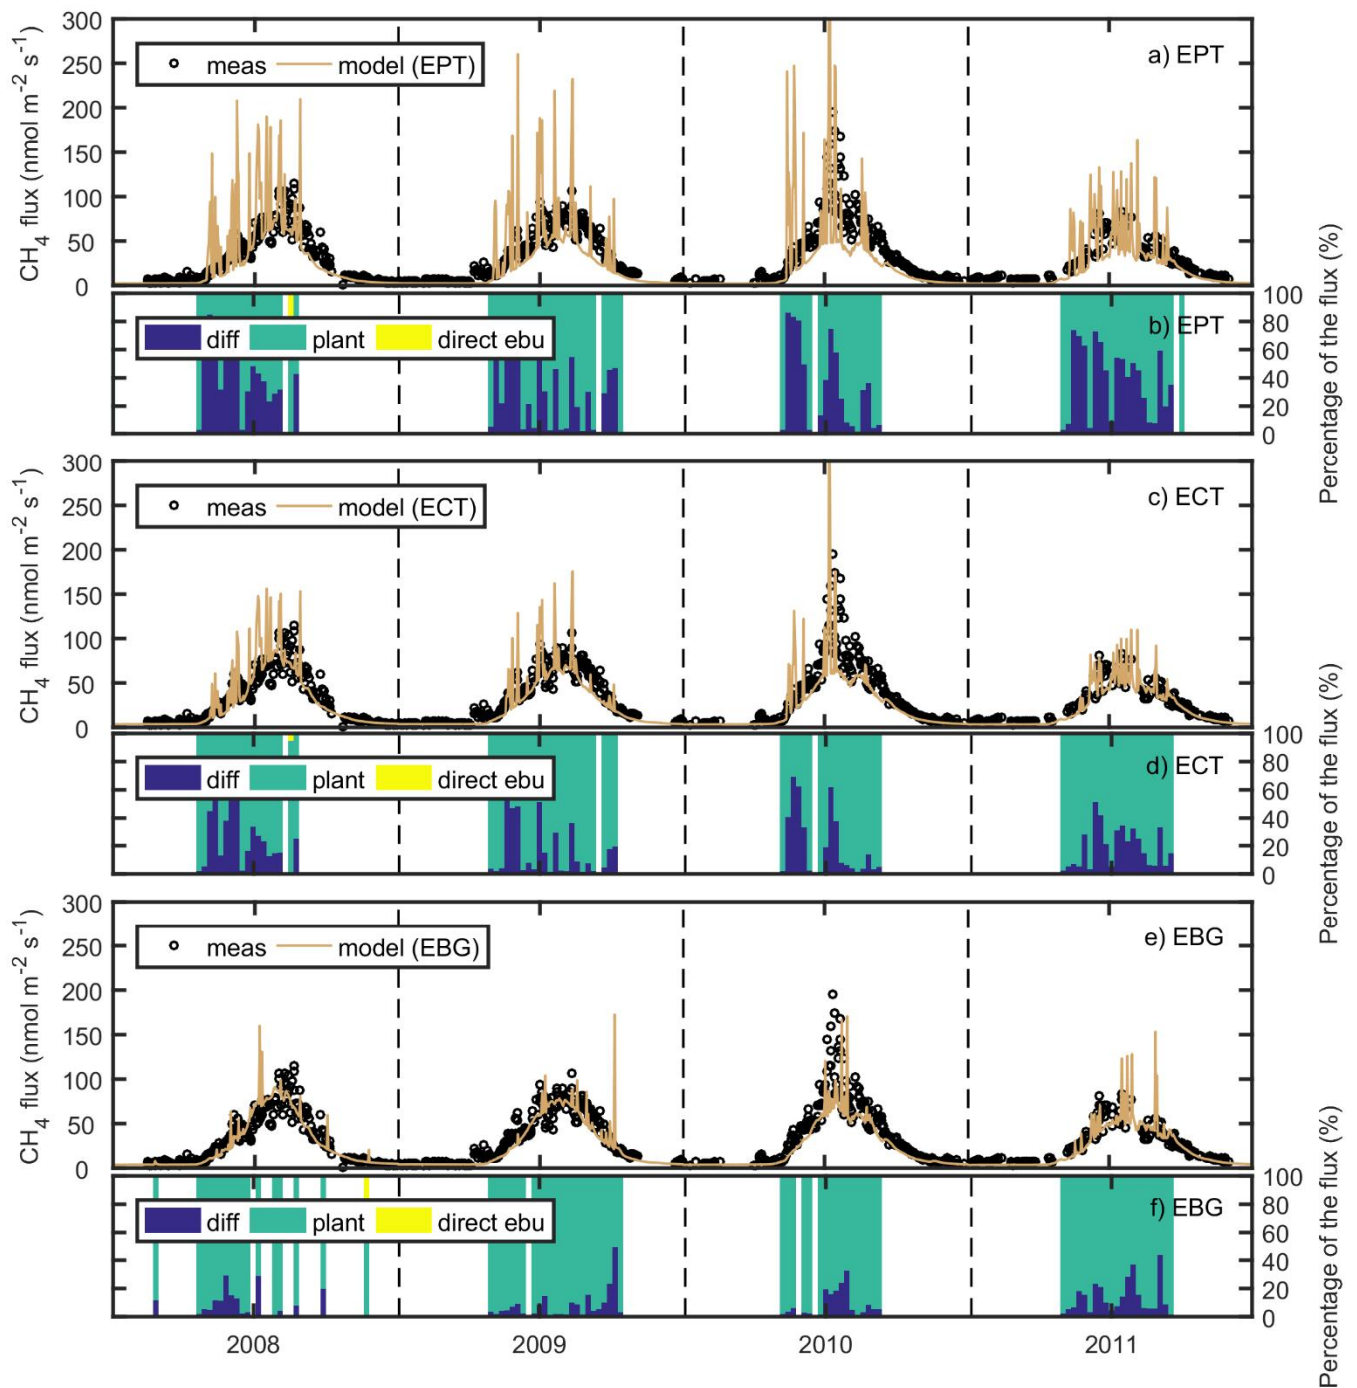 300
250
200
150
100
50
0
CH4 flux (nmol m-2 s-1)
meas model (EPT)
a) EPT
diff plant direct ebu
b) EPT
100
80
60
40
20
0
Percentage of the flux (%)
300
250
200
150
100
50
0
CH4 flux (nmol m-2 s-1)
meas model (ECT)
c) ECT
diff plant direct ebu
d) ECT
100
80
60
40
20
0
Percentage of the flux (%)
300
250
200
150
100
50
0
CH4 flux (nmol m-2 s-1)
meas model (EBG)
e) EBG
diff plant direct ebu
f) EBG
100
80
60
40
20
0
Percentage of the flux (%)
2008 2009 2010 2011